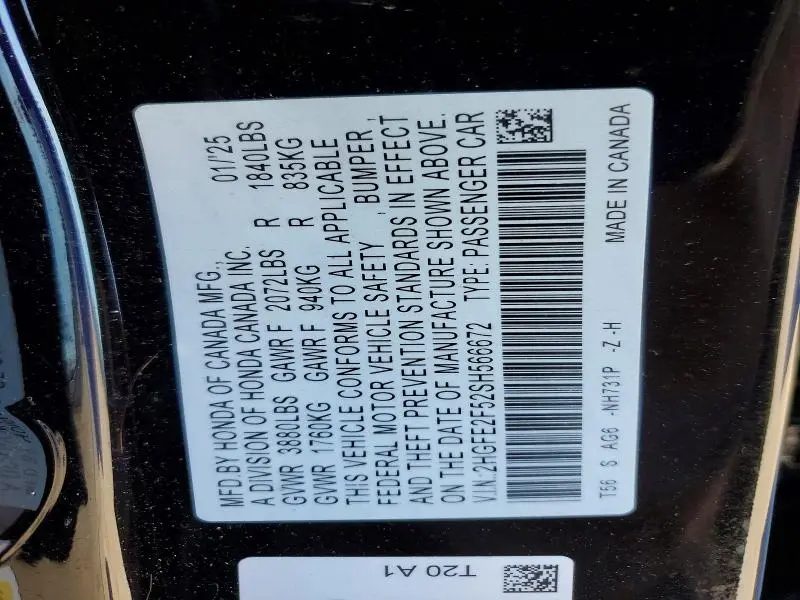 MFD BY HONDA OF CANADA MFG., 01/'25
A DIVISION OF HONDA CANADA INC.
GVWR 3880LBS GAWR F 2072LBS R 1840LBS
GVWR 1760KG GAWR F 940KG R 835KG
THIS VEHICLE CONFORMS TO ALL APPLICABLE
FEDERAL MOTOR VEHICLE SAFETY , BUMPER ,
AND THEFT PREVENTION STANDARDS IN EFFECT
ON THE DATE OF MANUFACTURE SHOWN ABOVE.
V.I.N.:2HGFE2F52SH566672 TYPE: PASSENGER CAR
T56 S AG6 -NH731P -Z -H MADE IN CANADA
T20 A1